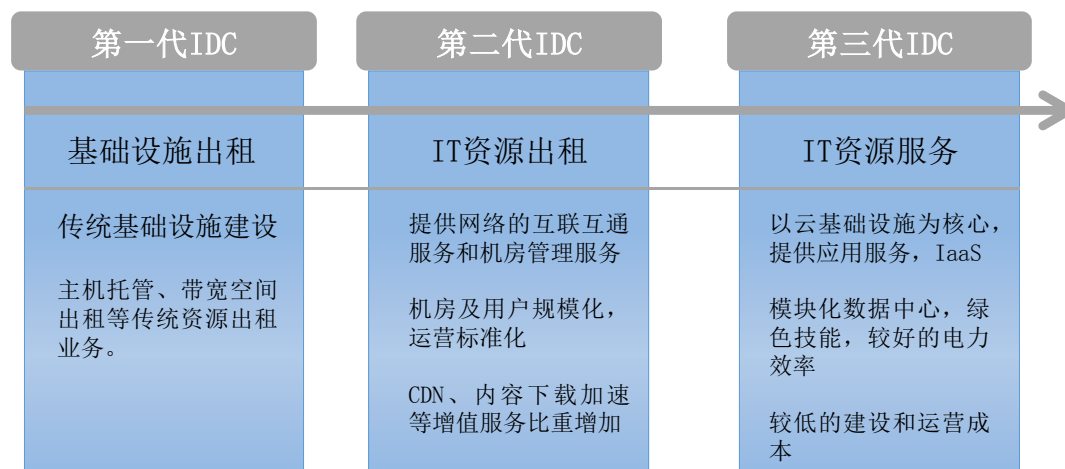 第一代IDC
第二代IDC
第三代IDC
基础设施出租
IT资源出租
IT资源服务
传统基础设施建设
主机托管、带宽空间
出租等传统资源出租
业务。
提供网络的互联互通
服务和机房管理服务
机房及用户规模化，
运营标准化
CDN、内容下载加速
等增值服务比重增加
以云基础设施为核心，
提供应用服务，IaaS
模块化数据中心，绿
色技能，较好的电力
效率
较低的建设和运营成
本